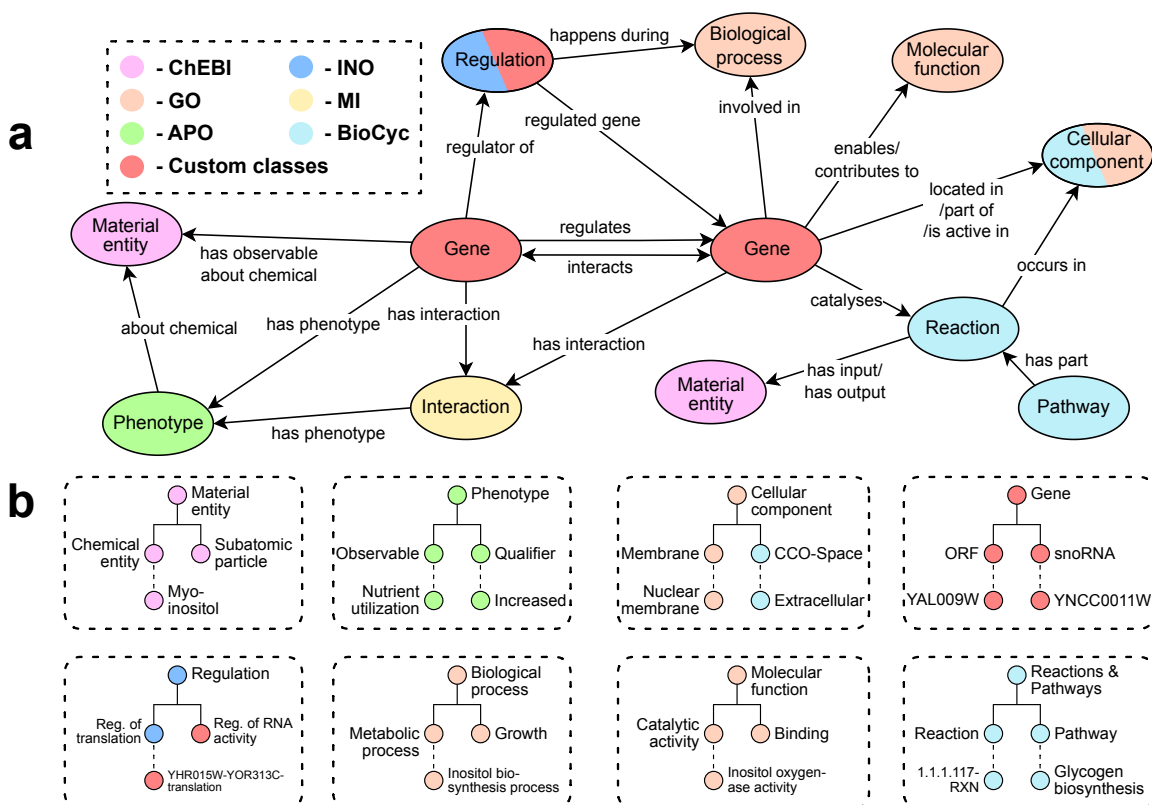 a
- ChEBI
- INO
- GO
- MI
- APO
- BioCyc
- Custom classes
Regulation
happens during
Biological
process
Molecular
function
Cellular
component
regulator of
regulated gene
involved in
enables/
contributes to
located in
/part of
/is active in
occurs in
Material
entity
has observable
about chemical
Gene
regulates
interacts
Gene
catalyses
Reaction
about chemical
has phenotype
has interaction
has interaction
has input/
has output
has part
Material
entity
Pathway
Phenotype
has phenotype
Interaction
b
Material
entity
Chemical
entity
Subatomic
particle
Myo-
inositol
Phenotype
Observable
Qualifier
Nutrient
utilization
Increased
Cellular
component
Membrane
CCO-Space
Nuclear
membrane
Extracellular
Gene
ORF
snoRNA
YAL009W
YNCC0011W
Regulation
Reg. of
translation
Reg. of RNA
activity
YHR015W-YOR313C-
translation
Biological
process
Metabolic
process
Growth
Inositol bio-
synthesis process
Molecular
function
Catalytic
activity
Binding
Inositol oxygen-
ase activity
Reactions &
Pathways
Reaction
Pathway
1.1.1.117-
RXN
Glycogen
biosynthesis